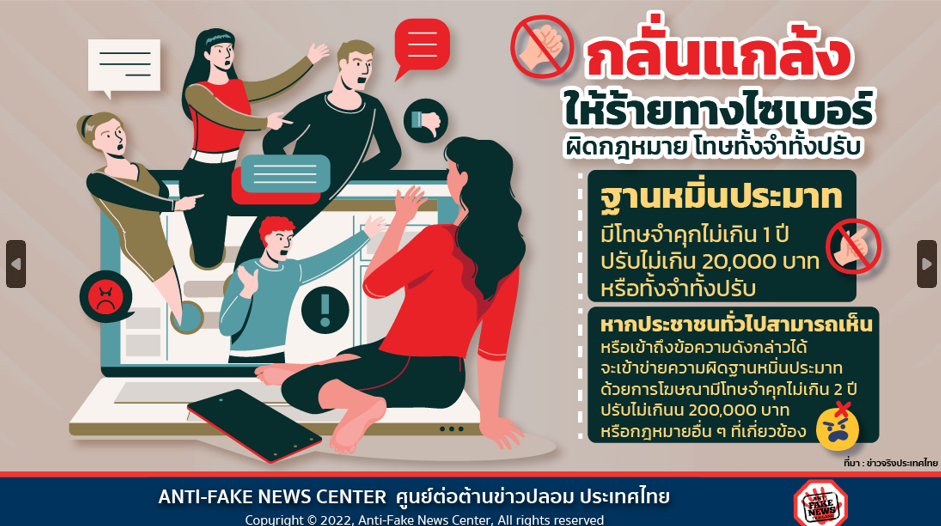 กลั่นแกล้ง
ให้ร้ายทางไซเบอร์
ผิดกฎหมาย โทษทั้งจำทั้งปรับ
ฐานหมิ่นประมาท
มีโทษจำคุกไม่เกิน 1 ปี
ปรับไม่เกิน 20,000 บาท
หรือทั้งจำทั้งปรับ
หากประชาชนทั่วไปสามารถเห็น
หรือเข้าถึงข้อความดังกล่าวได้
จะเข้าข่ายความผิดฐานหมิ่นประมาท
ด้วยการโฆษณามีโทษจำคุกไม่เกิน 2 ปี
ปรับไม่เกินน 200,000 บาท
หรือกฎหมายอื่น ๆ ที่เกี่ยวข้อง
ที่มา : ข่าวจริงประเทศไทย
ANTI-FAKE NEWS CENTER ศูนย์ต่อต้านข่าวปลอม ประเทศไทย
ANTI
FAKE
NEWS
Copyright © 2022, Anti-Fake News Center, All rights reserved